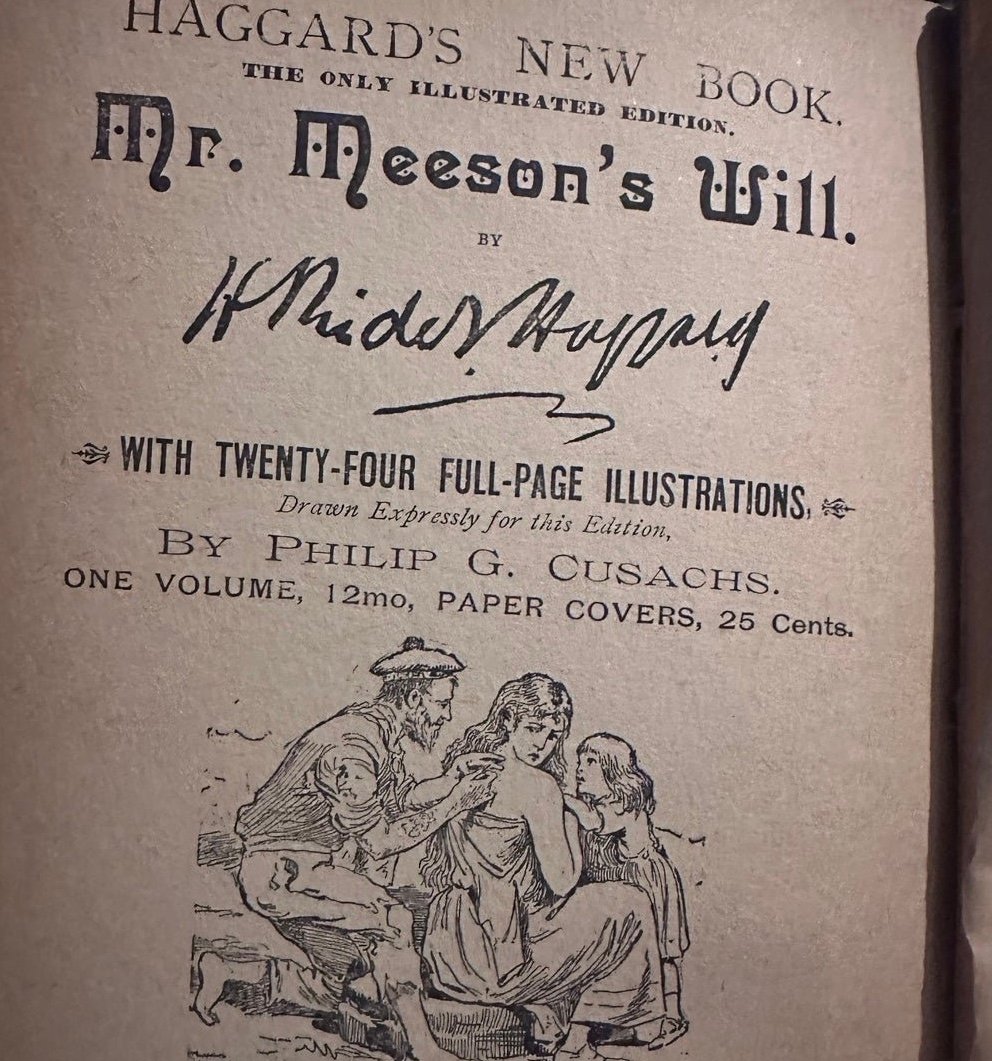 HAGGARD'S NEW BOOK.
THE ONLY ILLUSTRATED EDITION.
Mr. Meeson's Will.
BY
H Rider Haggard
WITH TWENTY-FOUR FULL-PAGE ILLUSTRATIONS,
Drawn Expressly for this Edition,
BY PHILIP G. CUSACHS.
ONE VOLUME, 12mo, PAPER COVERS, 25 Cents.